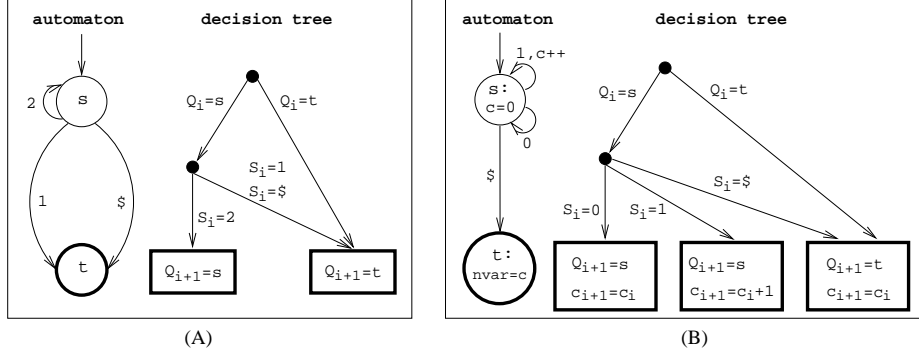 automaton
decision tree
2
s
1
$
t
Q_i=s
Q_i=t
S_i=1
S_i=$
S_i=2
Q_{i+1}=s
Q_{i+1}=t
(A)
automaton
decision tree
1,c++
s:
c=0
0
$
t:
nvar=c
Q_i=s
Q_i=t
S_i=$
S_i=0
S_i=1
Q_{i+1}=s
c_{i+1}=c_i
Q_{i+1}=s
c_{i+1}=c_i+1
Q_{i+1}=t
c_{i+1}=c_i
(B)